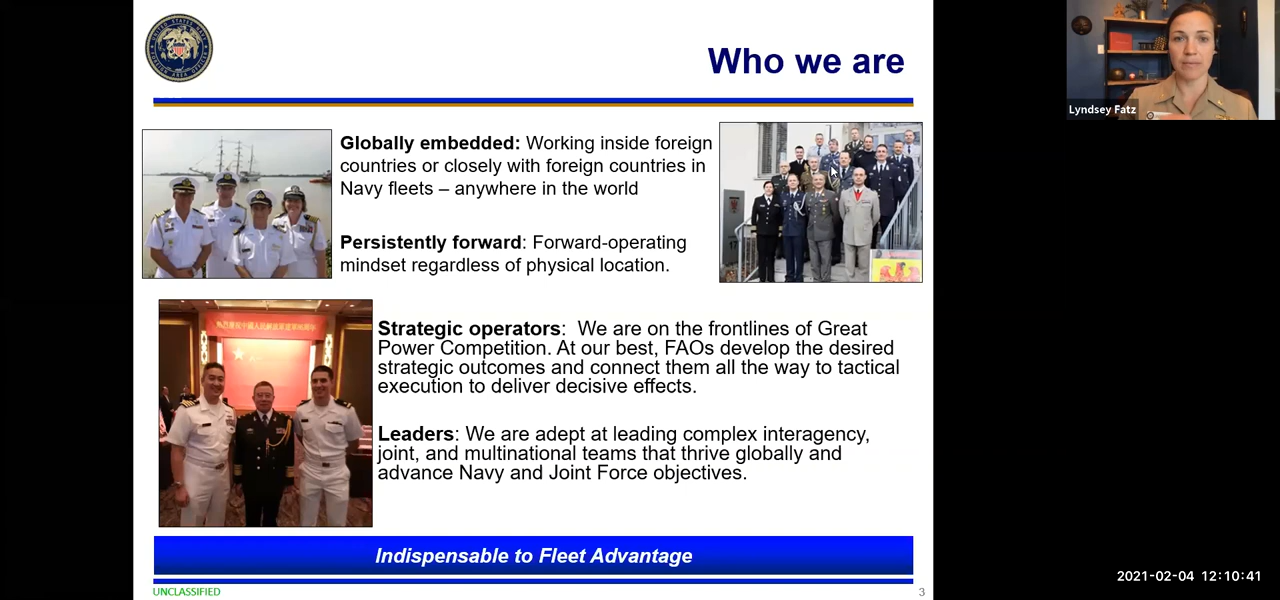 Who we are
Globally embedded: Working inside foreign
countries or closely with foreign countries in
Navy fleets – anywhere in the world
Persistently forward: Forward-operating
mindset regardless of physical location.
Strategic operators:  We are on the frontlines of Great
Power Competition. At our best, FAOs develop the desired
strategic outcomes and connect them all the way to tactical
execution to deliver decisive effects.
Leaders: We are adept at leading complex interagency,
joint, and multinational teams that thrive globally and
advance Navy and Joint Force objectives.
Indispensable to Fleet Advantage
UNCLASSIFIED
3
Lyndsey Fatz
2021-02-04 12:10:41